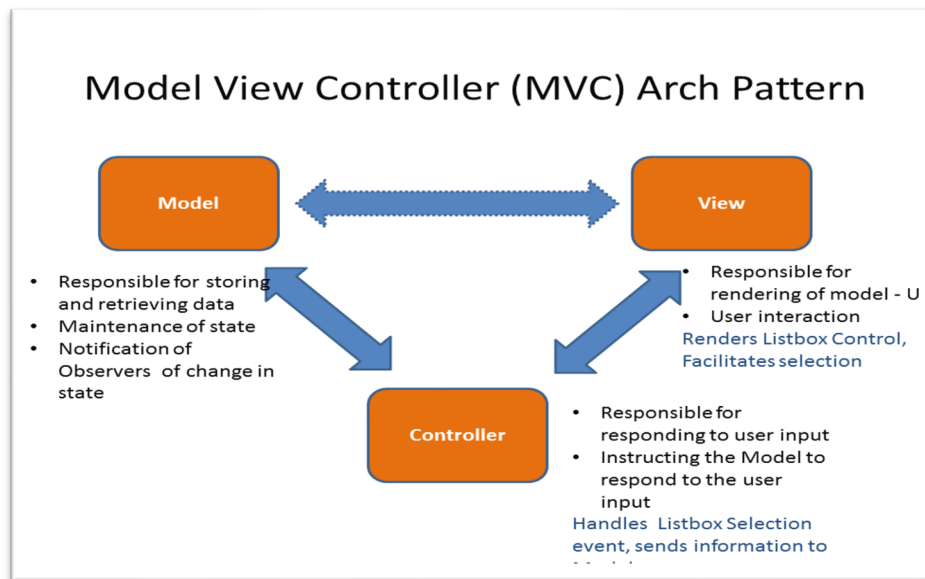 Model View Controller (MVC) Arch Pattern
Model
View
• Responsible for storing
and retrieving data
• Maintenance of state
• Notification of
Observers of change in
state
• Responsible for
rendering of model - U
• User interaction
Renders Listbox Control,
Facilitates selection
Controller
• Responsible for
responding to user input
• Instructing the Model to
respond to the user
input
Handles Listbox Selection
event, sends information to